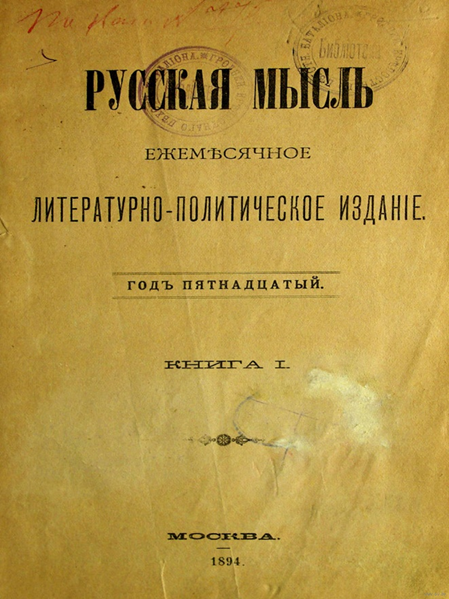 РУССКАЯ МЫСЛЬ
ЕЖЕМѢСЯЧНОЕ
ЛИТЕРАТУРНО-ПОЛИТИЧЕСКОЕ ИЗДАНІЕ.
ГОДЪ ПЯТНАДЦАТЫЙ.
КНИГА I.
МОСКВА.
1894.